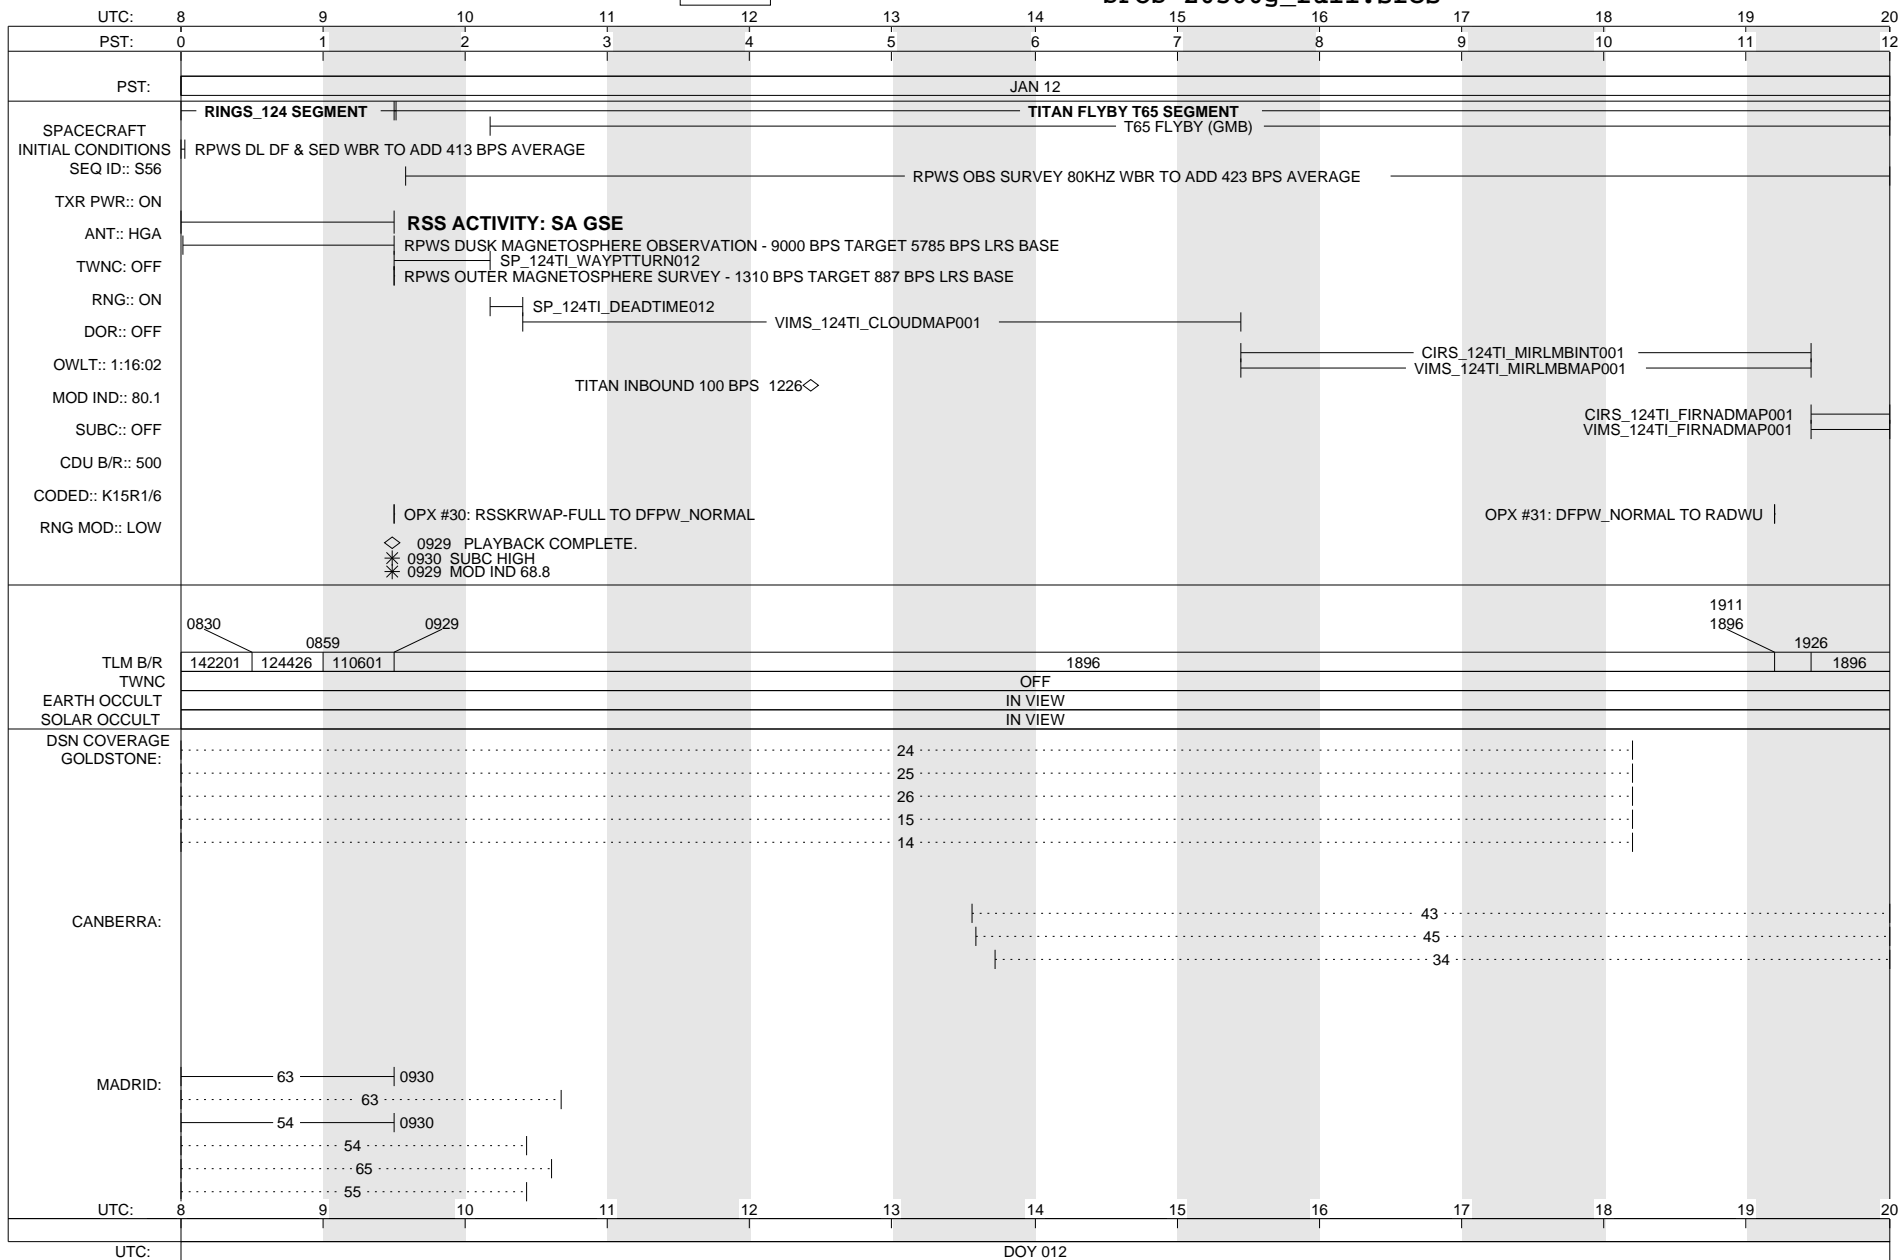 UTC: 8 9 10 11 12 13 14 15 16 17 18 19 20
PST: 0 1 2 3 4 5 6 7 8 9 10 11 12
PST: JAN 12
RINGS_124 SEGMENT TITAN FLYBY T65 SEGMENT
SPACECRAFT T65 FLYBY (GMB)
INITIAL CONDITIONS RPWS DL DF & SED WBR TO ADD 413 BPS AVERAGE
SEQ ID:: S56 RPWS OBS SURVEY 80KHZ WBR TO ADD 423 BPS AVERAGE
TXR PWR:: ON
RSS ACTIVITY: SA GSE
ANT:: HGA
RPWS DUSK MAGNETOSPHERE OBSERVATION - 9000 BPS TARGET 5785 BPS LRS BASE
SP_124TI_WAYPTTURN012
TWNC: OFF
RPWS OUTER MAGNETOSPHERE SURVEY - 1310 BPS TARGET 887 BPS LRS BASE
RNG:: ON
SP_124TI_DEADTIME012
VIMS_124TI_CLOUDMAP001
DOR:: OFF
CIRS_124TI_MIRLMBINT001
OWLT:: 1:16:02
VIMS_124TI_MIRLMBMAP001
TITAN INBOUND 100 BPS 1226
MOD IND:: 80.1
CIRS_124TI_FIRNADMAP001
SUBC:: OFF VIMS_124TI_FIRNADMAP001
CDU B/R:: 500
CODED:: K15R1/6
OPX #30: RSSKRWAP-FULL TO DFPW_NORMAL OPX #31: DFPW_NORMAL TO RADWU
RNG MOD:: LOW
0929 PLAYBACK COMPLETE.
0930 SUBC HIGH
0929 MOD IND 68.8
1911
0830 0929 1896
0859 1926
TLM B/R 142201 124426 110601 1896 1896
TWNC OFF
EARTH OCCULT IN VIEW
SOLAR OCCULT IN VIEW
DSN COVERAGE
GOLDSTONE: 24
25
26
15
14
CANBERRA: 43
45
34
MADRID: 63 0930
63
54 0930
54
65
55
UTC: 8 9 10 11 12 13 14 15 16 17 18 19 20
UTC: DOY 012